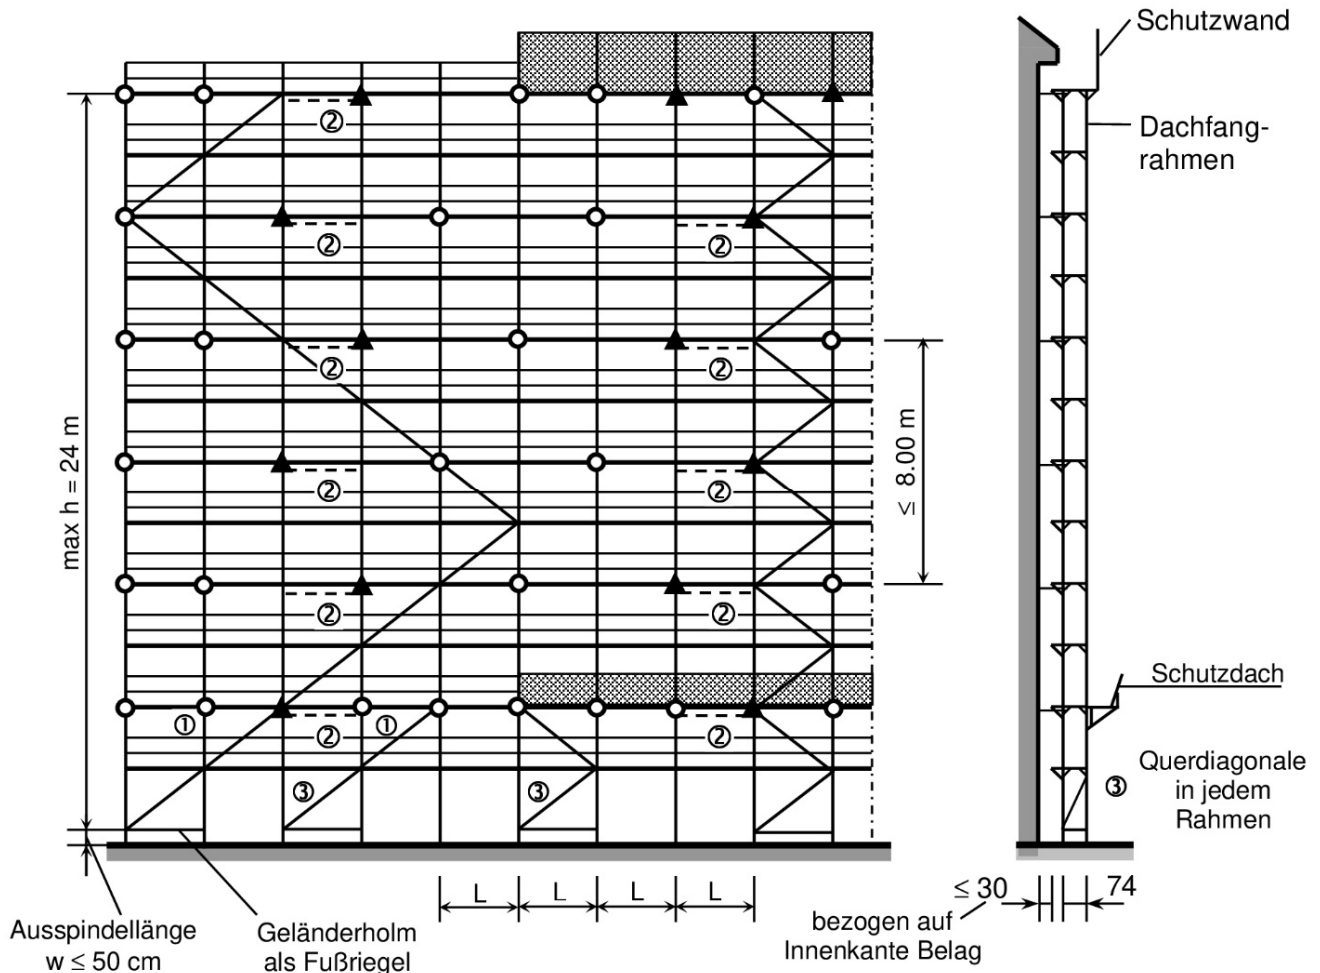 Schutzwand
Dachfang-
rahmen
②
② ②
② ②
② ②
② ②
① ① ② ②
③ ③
max h = 24 m
≤ 8.00 m
Schutzdach
③
Querdiagonale
in jedem
Rahmen
L L L L
≤ 30
74
bezogen auf
Innenkante Belag
Ausspindellänge
w ≤ 50 cm
Geländerholm
als Fußriegel